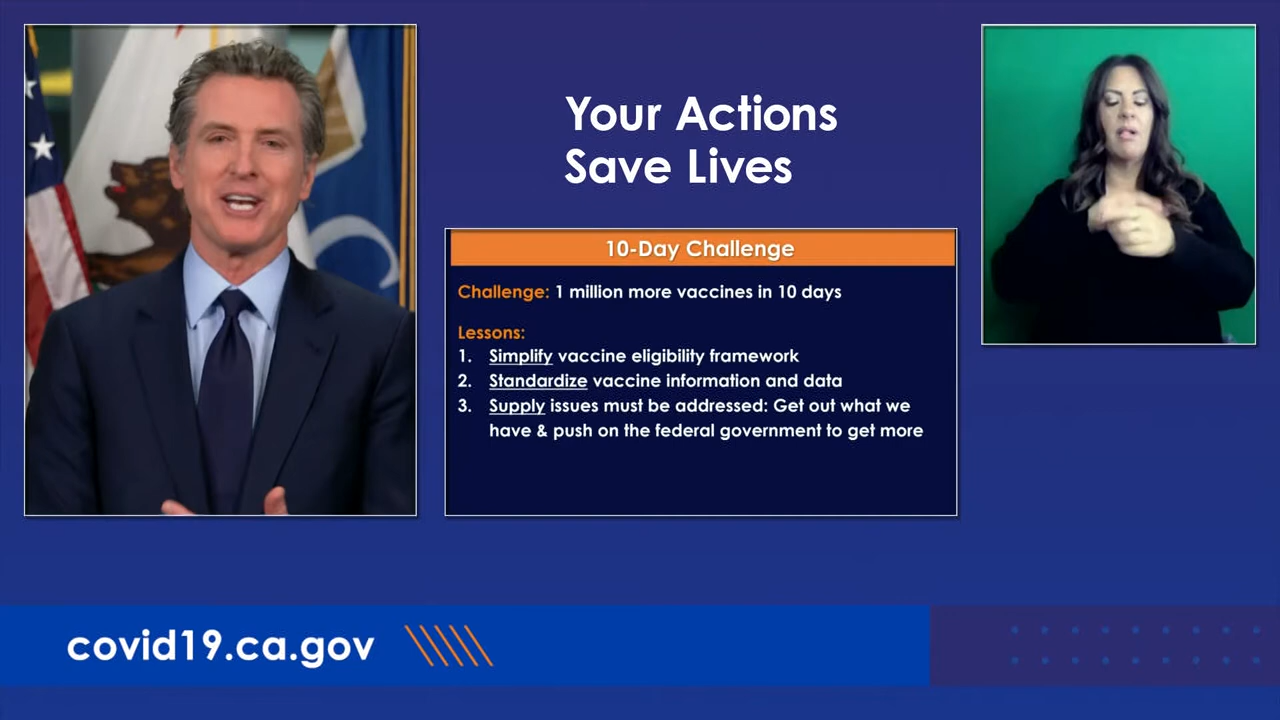 Your Actions
Save Lives
10-Day Challenge
Challenge: 1 million more vaccines in 10 days
Lessons:
1. Simplify vaccine eligibility framework
2. Standardize vaccine information and data
3. Supply issues must be addressed: Get out what we
have & push on the federal government to get more
covid19.ca.gov